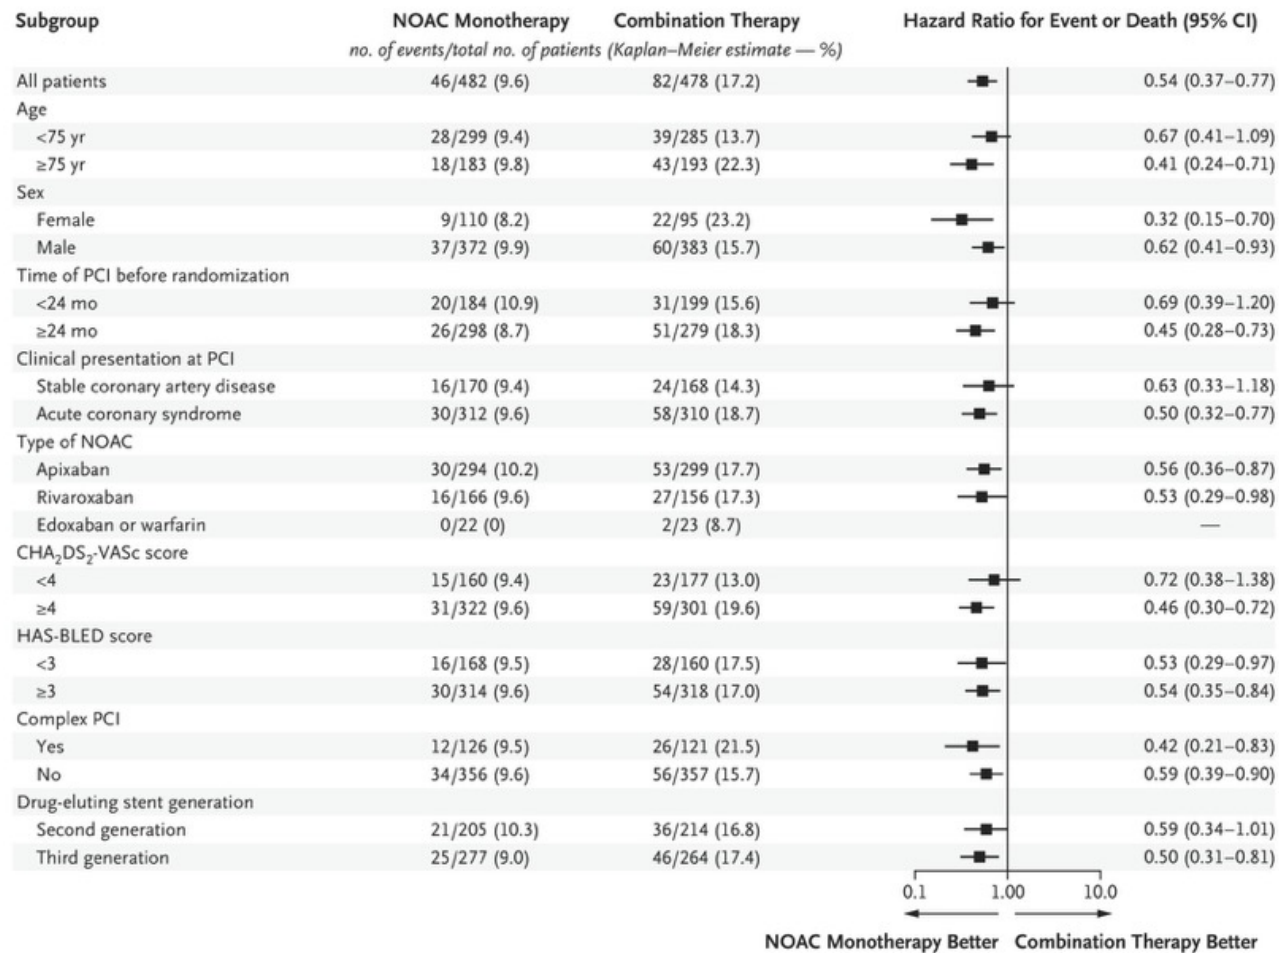 Subgroup NOAC Monotherapy Combination Therapy Hazard Ratio for Event or Death (95% CI)
no. of events/total no. of patients (Kaplan–Meier estimate — %)
All patients 46/482 (9.6) 82/478 (17.2) 0.54 (0.37–0.77)
Age
<75 yr 28/299 (9.4) 39/285 (13.7) 0.67 (0.41–1.09)
≥75 yr 18/183 (9.8) 43/193 (22.3) 0.41 (0.24–0.71)
Sex
Female 9/110 (8.2) 22/95 (23.2) 0.32 (0.15–0.70)
Male 37/372 (9.9) 60/383 (15.7) 0.62 (0.41–0.93)
Time of PCI before randomization
<24 mo 20/184 (10.9) 31/199 (15.6) 0.69 (0.39–1.20)
≥24 mo 26/298 (8.7) 51/279 (18.3) 0.45 (0.28–0.73)
Clinical presentation at PCI
Stable coronary artery disease 16/170 (9.4) 24/168 (14.3) 0.63 (0.33–1.18)
Acute coronary syndrome 30/312 (9.6) 58/310 (18.7) 0.50 (0.32–0.77)
Type of NOAC
Apixaban 30/294 (10.2) 53/299 (17.7) 0.56 (0.36–0.87)
Rivaroxaban 16/166 (9.6) 27/156 (17.3) 0.53 (0.29–0.98)
Edoxaban or warfarin 0/22 (0) 2/23 (8.7) —
CHA₂DS₂-VASc score
<4 15/160 (9.4) 23/177 (13.0) 0.72 (0.38–1.38)
≥4 31/322 (9.6) 59/301 (19.6) 0.46 (0.30–0.72)
HAS-BLED score
<3 16/168 (9.5) 28/160 (17.5) 0.53 (0.29–0.97)
≥3 30/314 (9.6) 54/318 (17.0) 0.54 (0.35–0.84)
Complex PCI
Yes 12/126 (9.5) 26/121 (21.5) 0.42 (0.21–0.83)
No 34/356 (9.6) 56/357 (15.7) 0.59 (0.39–0.90)
Drug-eluting stent generation
Second generation 21/205 (10.3) 36/214 (16.8) 0.59 (0.34–1.01)
Third generation 25/277 (9.0) 46/264 (17.4) 0.50 (0.31–0.81)
0.1 1.00 10.0
NOAC Monotherapy Better Combination Therapy Better